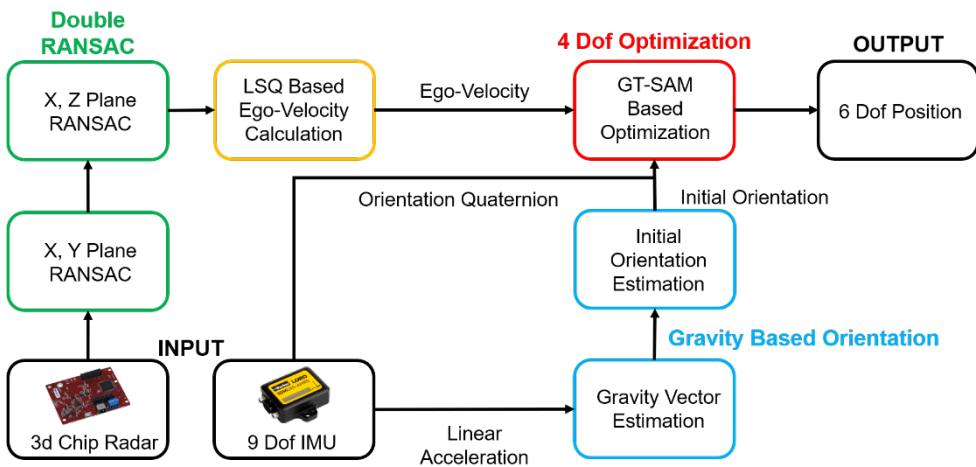 Double
RANSAC
X, Z Plane
RANSAC
LSQ Based
Ego-Velocity
Calculation
Ego-Velocity
4 Dof Optimization
GT-SAM
Based
Optimization
OUTPUT
6 Dof Position
Orientation Quaternion
Initial Orientation
X, Y Plane
RANSAC
Initial
Orientation
Estimation
Gravity Based Orientation
INPUT
3d Chip Radar
LORD
9 Dof IMU
Linear
Acceleration
Gravity Vector
Estimation